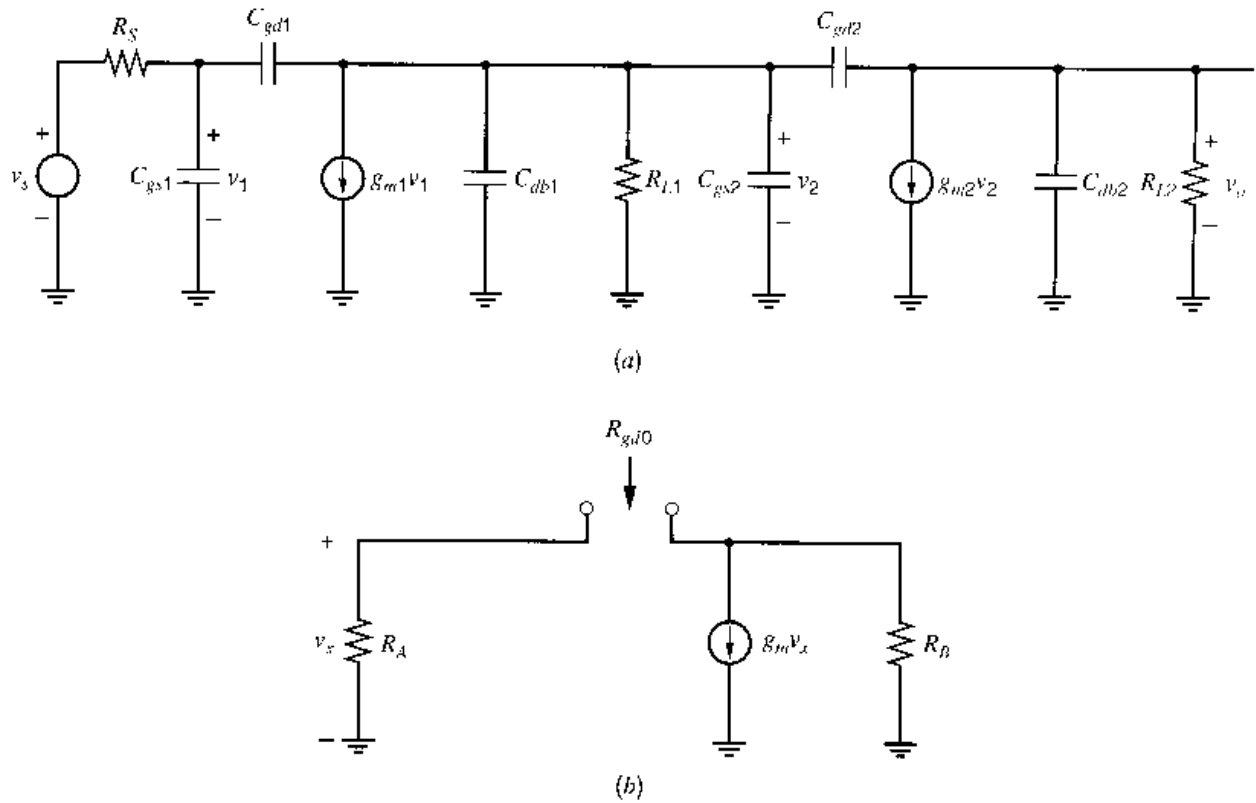 R_S
C_gd1
C_gd2
+
v_s
−
C_gs1
+
v_1
−
g_m1v_1
C_db1
R_L1
C_gs2
+
v_2
−
g_m2v_2
C_db2
R_L2
+
v_o
−
(a)
R_gd0
+
v_x
−
R_A
g_mv_x
R_B
(b)